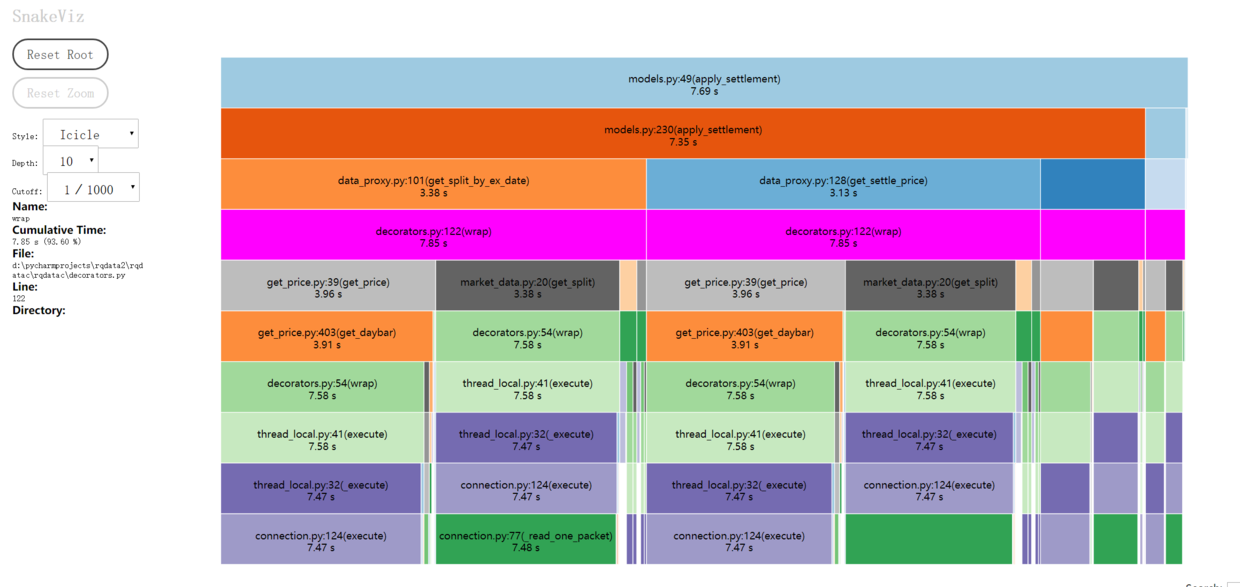 SnakeViz
Reset Root
Reset Zoom
Style: Icicle
Depth: 10
Cutoff: 1 / 1000
Name:
wrap
Cumulative Time:
7.85 s (93.60 %)
File:
d:\pycharmprojects\rqdata2\rqd
atac\rqdatac\decorators.py
Line:
122
Directory:
models.py:49(apply_settlement)
7.69 s
models.py:230(apply_settlement)
7.35 s
data_proxy.py:101(get_split_by_ex_date)
3.38 s
data_proxy.py:128(get_settle_price)
3.13 s
decorators.py:122(wrap)
7.85 s
decorators.py:122(wrap)
7.85 s
get_price.py:39(get_price)
3.96 s
market_data.py:20(get_split)
3.38 s
get_price.py:39(get_price)
3.96 s
market_data.py:20(get_split)
3.38 s
get_price.py:403(get_daybar)
3.91 s
decorators.py:54(wrap)
7.58 s
get_price.py:403(get_daybar)
3.91 s
decorators.py:54(wrap)
7.58 s
decorators.py:54(wrap)
7.58 s
thread_local.py:41(execute)
7.58 s
decorators.py:54(wrap)
7.58 s
thread_local.py:41(execute)
7.58 s
thread_local.py:41(execute)
7.58 s
thread_local.py:32(_execute)
7.47 s
thread_local.py:41(execute)
7.58 s
thread_local.py:32(_execute)
7.47 s
thread_local.py:32(_execute)
7.47 s
connection.py:124(execute)
7.47 s
thread_local.py:32(_execute)
7.47 s
connection.py:124(execute)
7.47 s
connection.py:124(execute)
7.47 s
connection.py:77(_read_one_packet)
7.48 s
connection.py:124(execute)
7.47 s